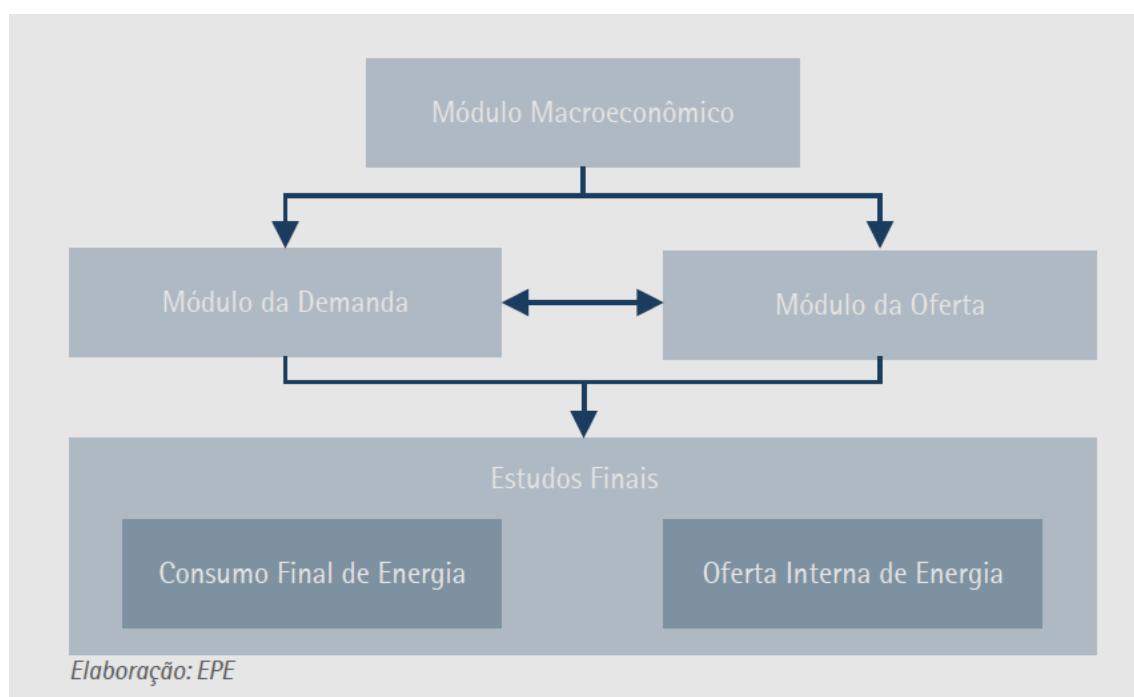 Módulo Macroeconômico
Módulo da Demanda
Módulo da Oferta
Estudos Finais
Consumo Final de Energia
Oferta Interna de Energia
Elaboração: EPE